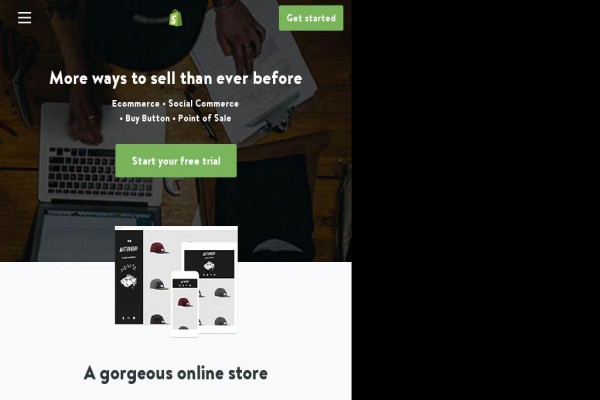 Get started
More ways to sell than ever before
Ecommerce • Social Commerce
• Buy Button • Point of Sale
Start your free trial
A gorgeous online store